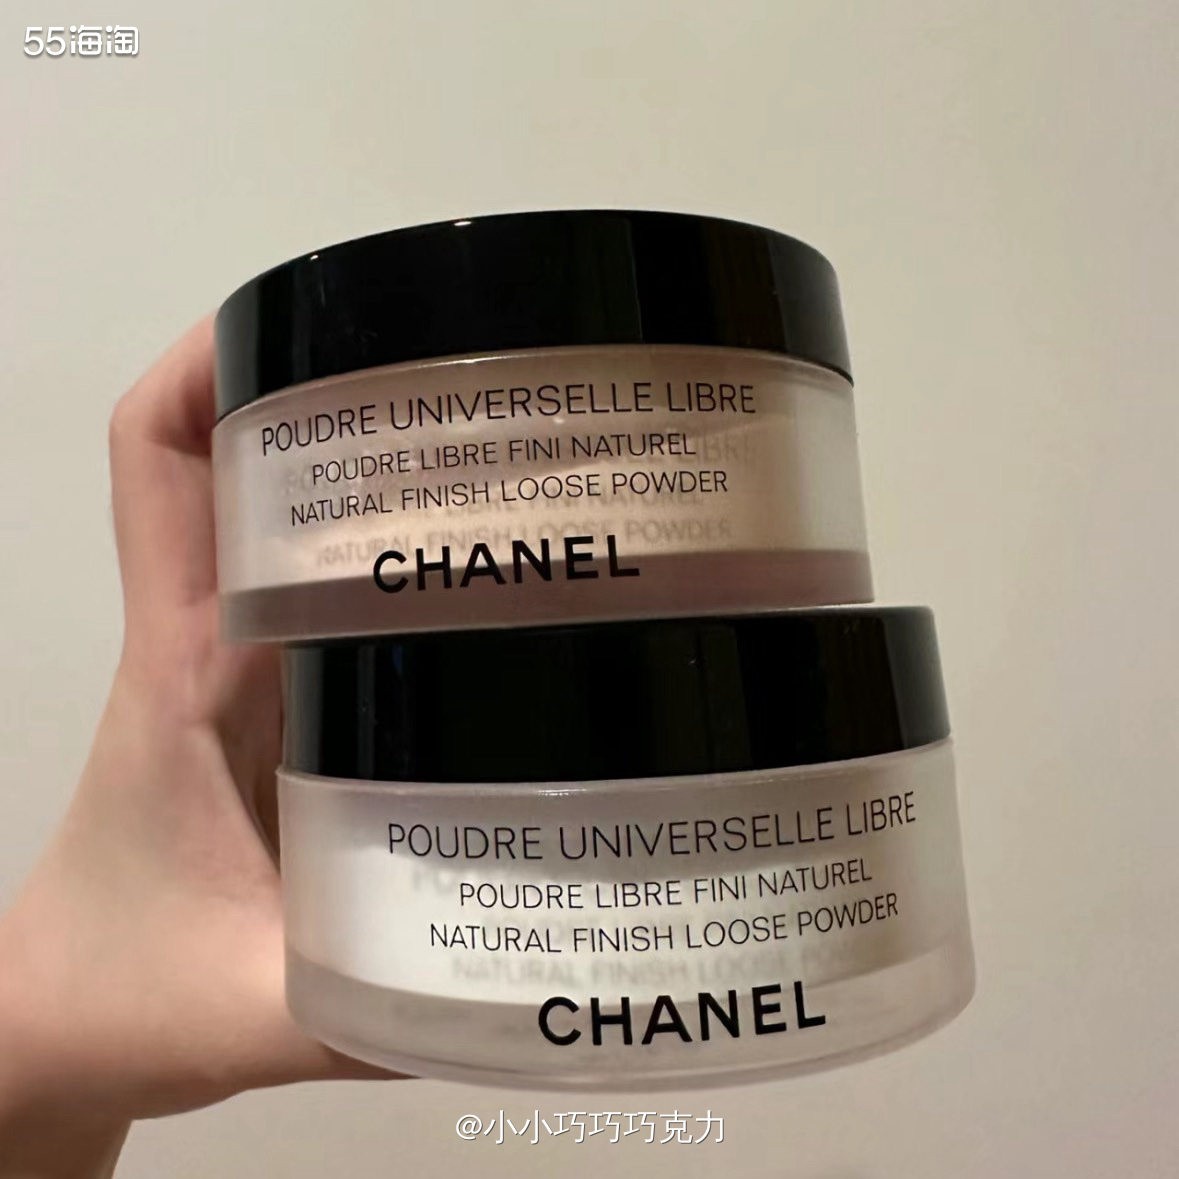 55海淘
POUDRE UNIVERSELLE LIBRE
POUDRE LIBRE FINI NATUREL
NATURAL FINISH LOOSE POWDER
CHANEL
POUDRE UNIVERSELLE LIBRE
POUDRE LIBRE FINI NATUREL
NATURAL FINISH LOOSE POWDER
CHANEL
@小小巧巧巧克力